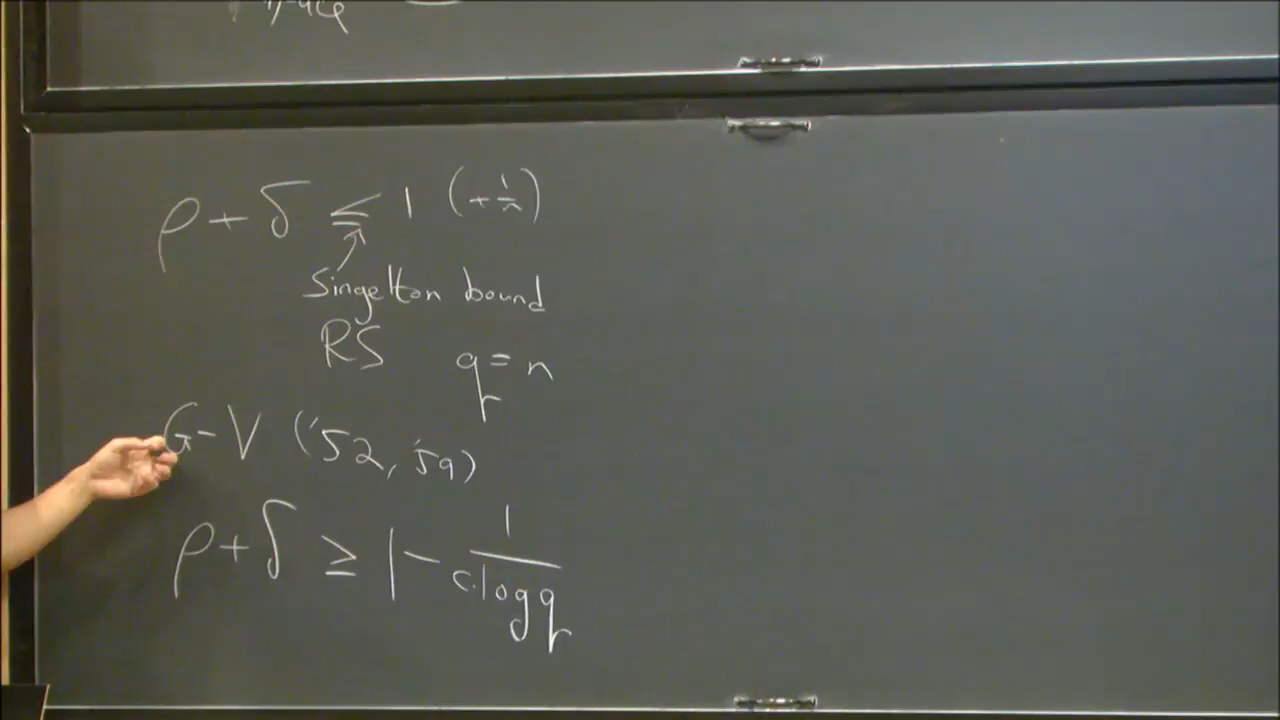 ρ + δ ≤ 1 (+ 1/n)
Singelton bound
RS q = n
G-V ('52, '59)
ρ + δ ≥ 1 - 1/(c.log q)